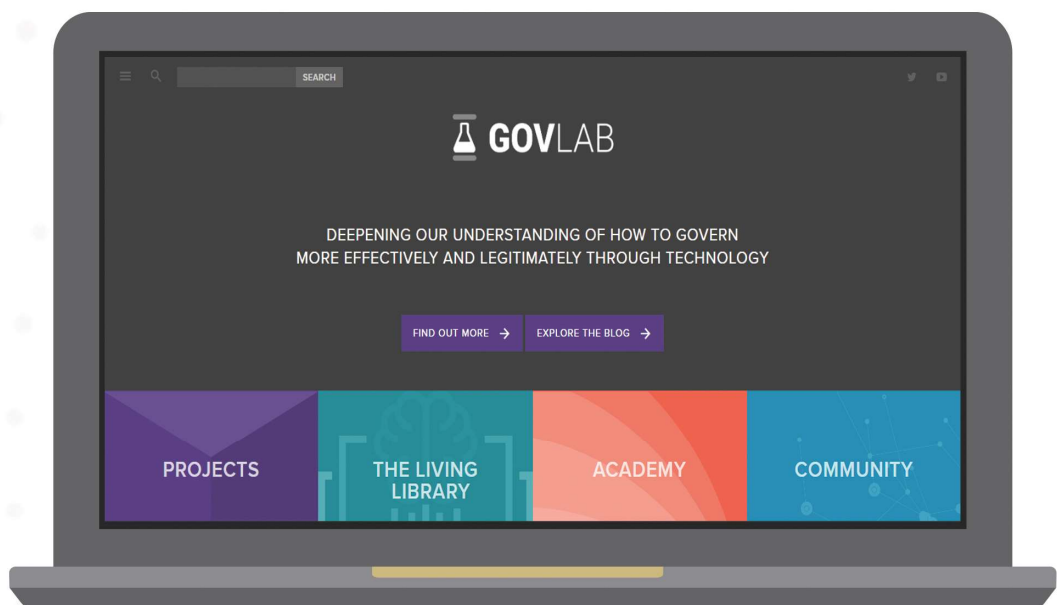 SEARCH
GOVLAB
DEEPENING OUR UNDERSTANDING OF HOW TO GOVERN
MORE EFFECTIVELY AND LEGITIMATELY THROUGH TECHNOLOGY
FIND OUT MORE
EXPLORE THE BLOG
PROJECTS
THE LIVING
LIBRARY
ACADEMY
COMMUNITY